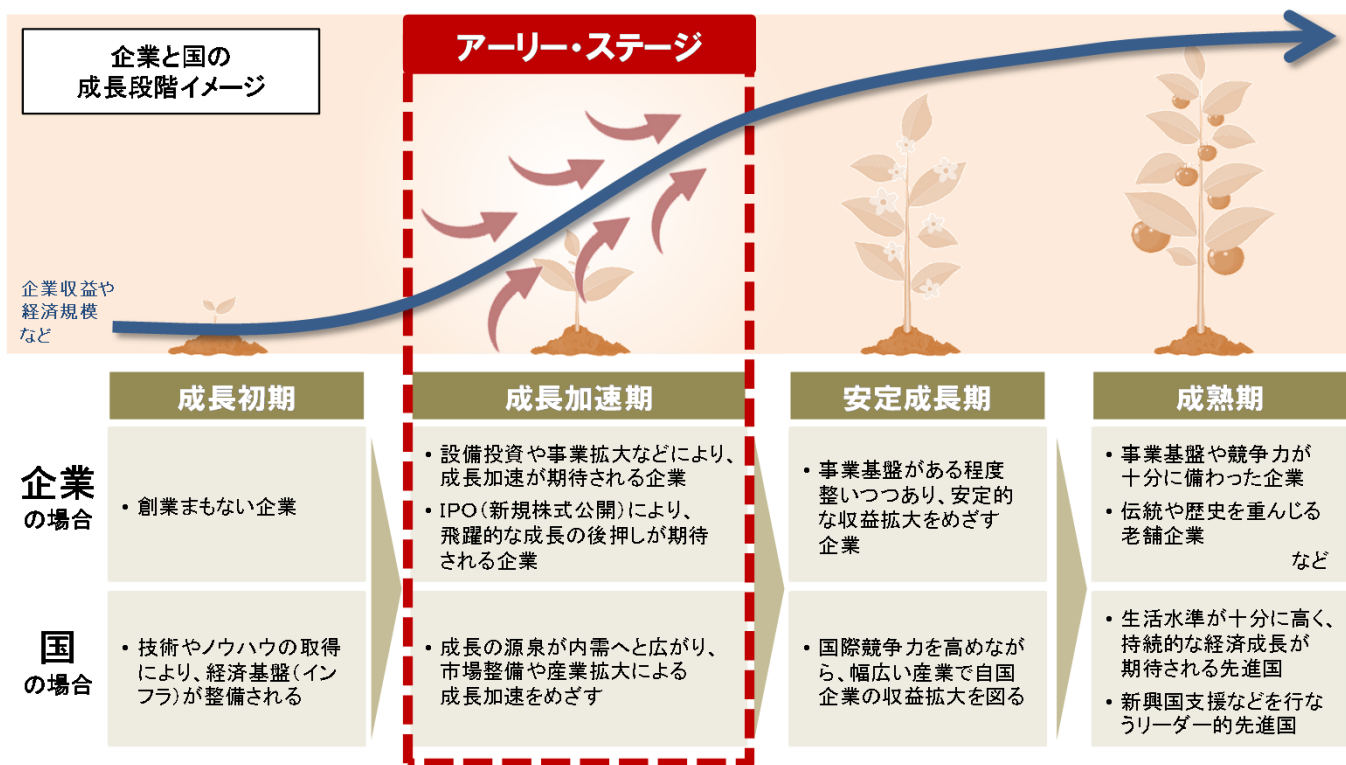 企業と国の
成長段階イメージ
アーリー・ステージ
企業収益や
経済規模
など
成長初期
成長加速期
安定成長期
成熟期
企業
の場合
• 創業まもない企業
• 設備投資や事業拡大などにより、
成長加速が期待される企業
• IPO(新規株式公開)により、
飛躍的な成長の後押しが期待
される企業
• 事業基盤がある程度
整いつつあり、安定的
な収益拡大をめざす
企業
• 事業基盤や競争力が
十分に備わった企業
• 伝統や歴史を重んじる
老舗企業
など
国
の場合
• 技術やノウハウの取得
により、経済基盤(イン
フラ)が整備される
• 成長の源泉が内需へと広がり、
市場整備や産業拡大による
成長加速をめざす
• 国際競争力を高めなが
ら、幅広い産業で自国
企業の収益拡大を図る
• 生活水準が十分に高く、
持続的な経済成長が
期待される先進国
• 新興国支援などを行な
うリーダー的先進国